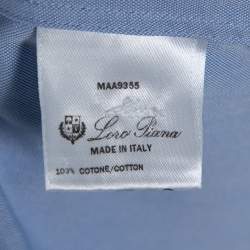 MAA9355
Loro Piana
MADE IN ITALY
100% COTONE/COTTON